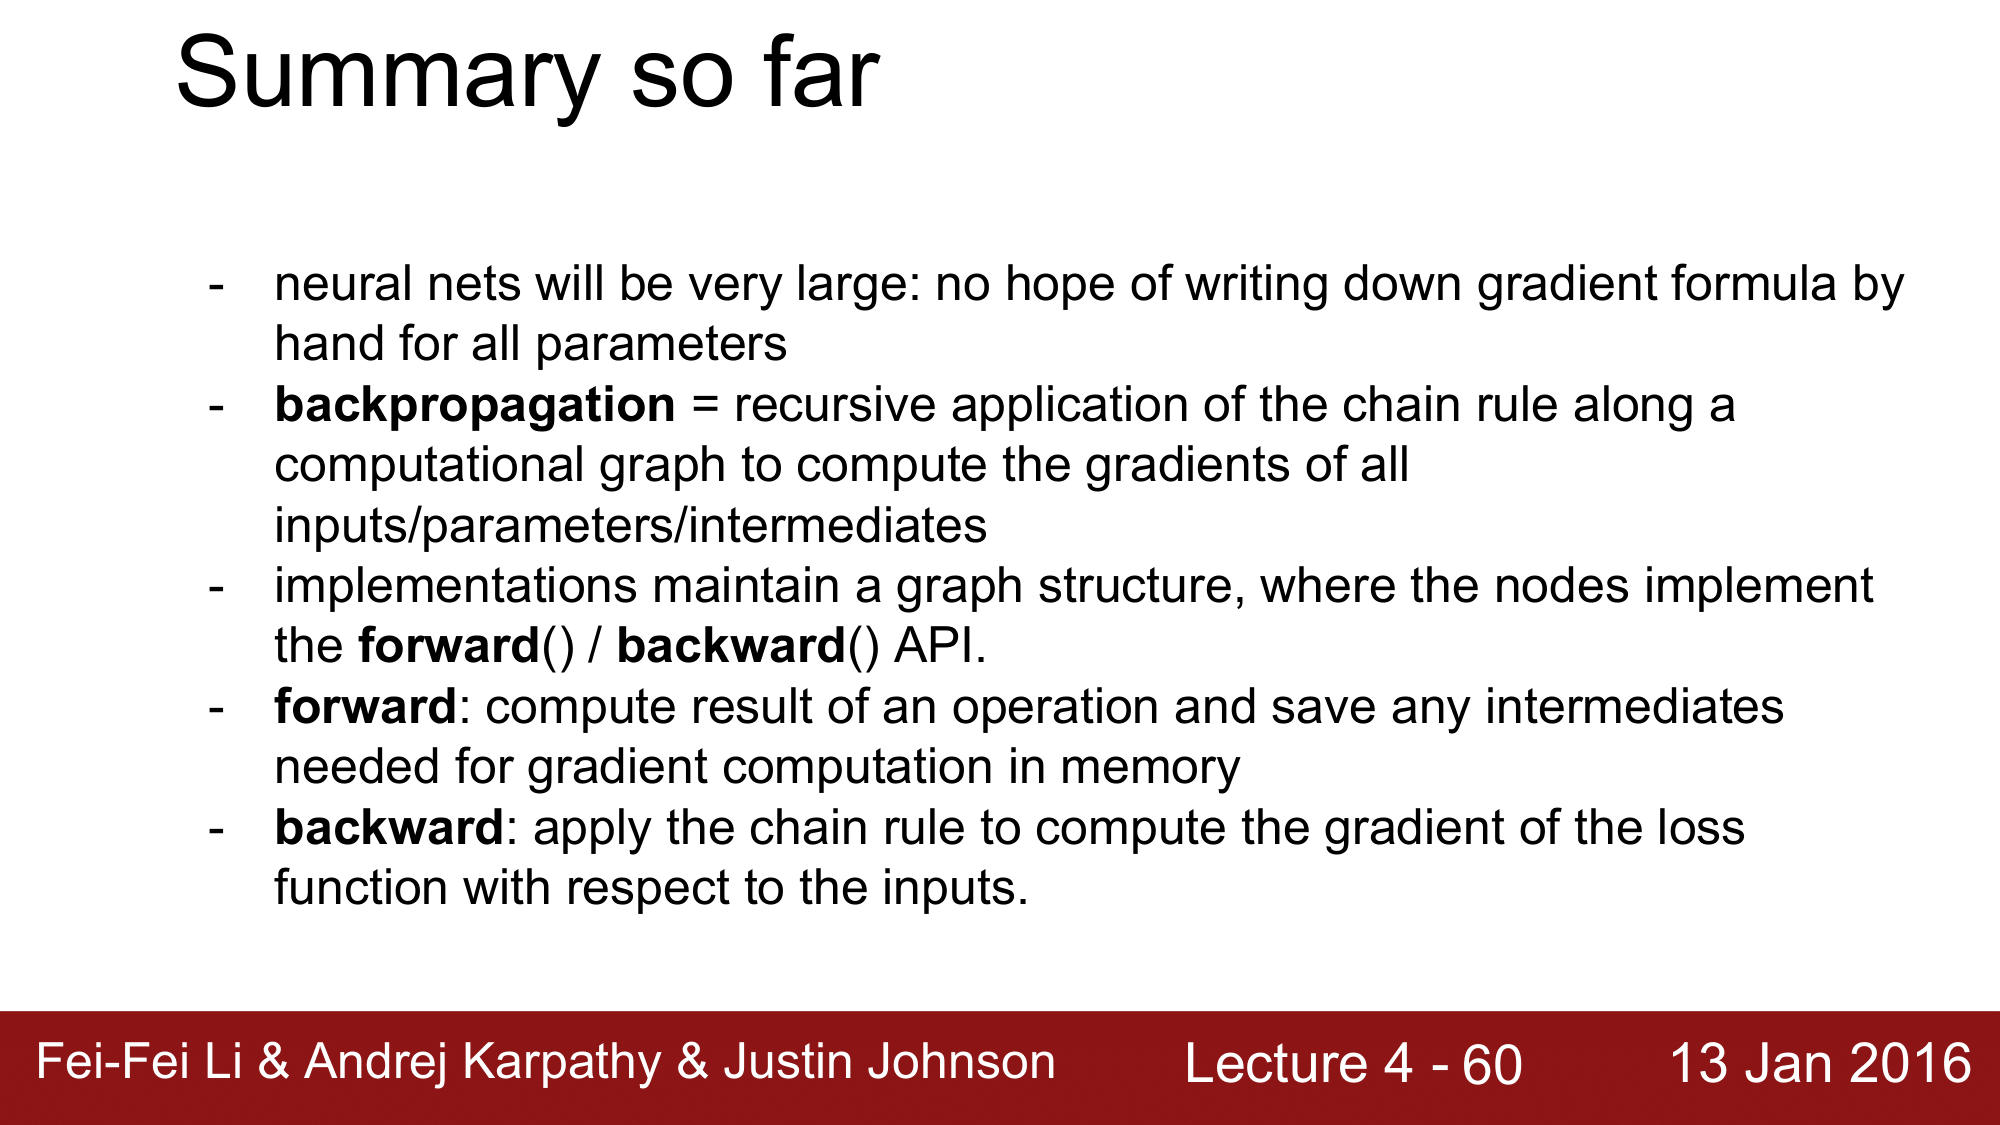 Summary so far
- neural nets will be very large: no hope of writing down gradient formula by
hand for all parameters
- backpropagation = recursive application of the chain rule along a
computational graph to compute the gradients of all
inputs/parameters/intermediates
- implementations maintain a graph structure, where the nodes implement
the forward() / backward() API.
- forward: compute result of an operation and save any intermediates
needed for gradient computation in memory
- backward: apply the chain rule to compute the gradient of the loss
function with respect to the inputs.
Fei-Fei Li & Andrej Karpathy & Justin Johnson Lecture 4 - 60 13 Jan 2016